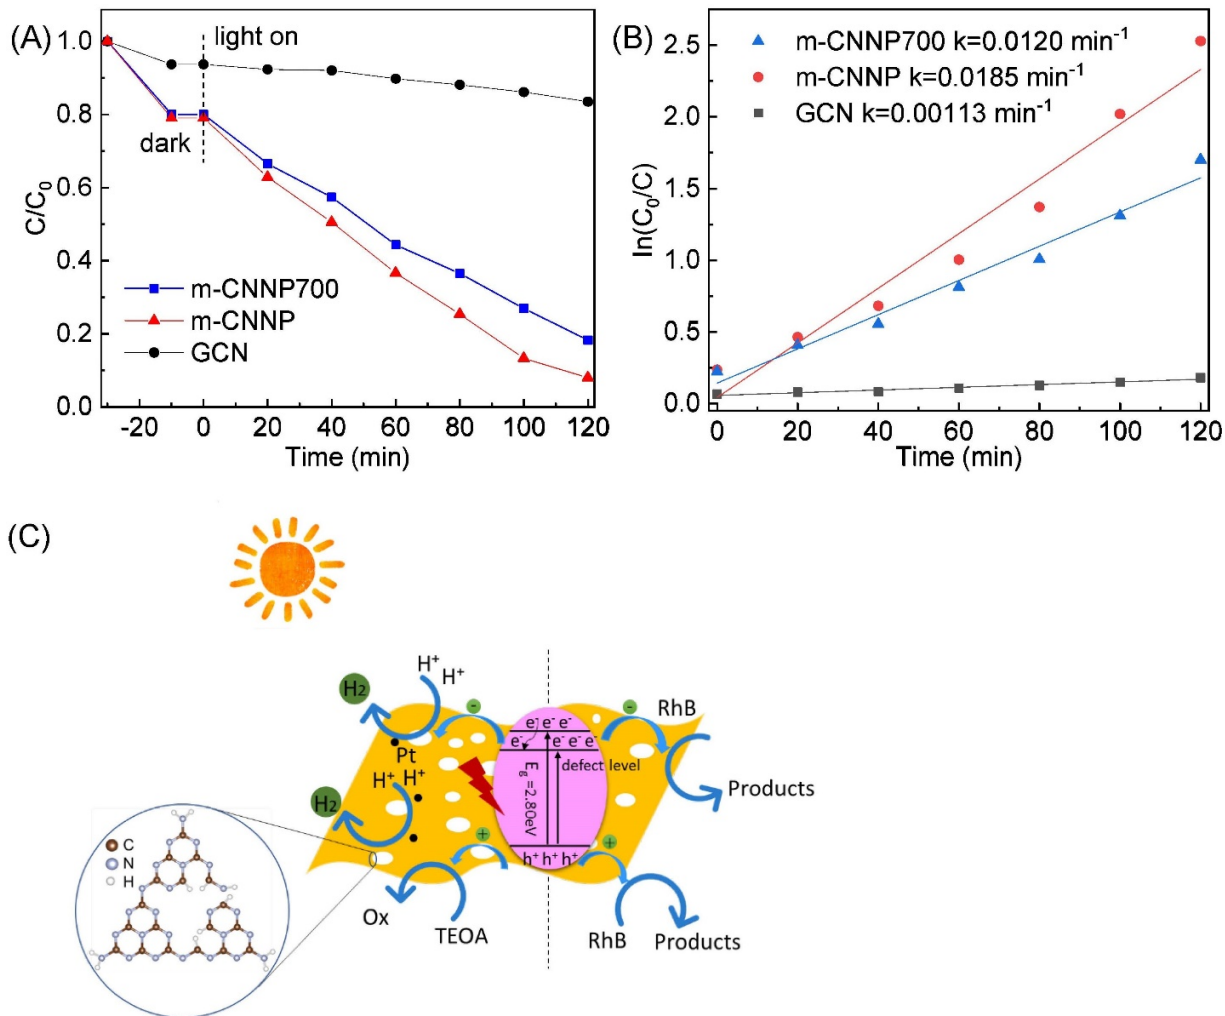 (A)
1.0
0.8
0.6
0.4
0.2
0.0
C/C₀
light on
dark
m-CNNP700
m-CNNP
GCN
-20 0 20 40 60 80 100 120
Time (min)
(B)
2.5
2.0
1.5
1.0
0.5
0.0
ln(C₀/C)
m-CNNP700 k=0.0120 min⁻¹
m-CNNP k=0.0185 min⁻¹
GCN k=0.00113 min⁻¹
0 20 40 60 80 100 120
Time (min)
(C)
H⁺
H⁺
H₂
Pt
H⁺ H⁺
H₂
-
e⁻ e⁻ e⁻
e⁻ e⁻ e⁻ e⁻
Eg=2.80eV
defect level
h⁺ h⁺ h⁺
-
RhB
Products
+
+
Ox
TEOA
RhB
Products
C
N
H